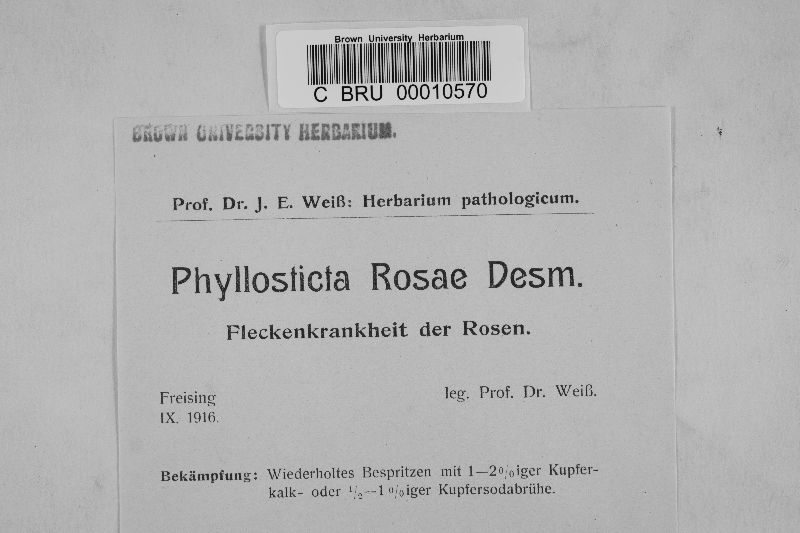 Brown University Herbarium
C BRU 00010570
BROWN UNIVERSITY HERBARIUM.
Prof. Dr. J. E. Weiß: Herbarium pathologicum.
Phyllosticta Rosae Desm.
Fleckenkrankheit der Rosen.
Freising leg. Prof. Dr. Weiß.
IX. 1916.
Bekämpfung: Wiederholtes Bespritzen mit 1—2%iger Kupfer-
kalk- oder ½—1%iger Kupfersodabrühe.